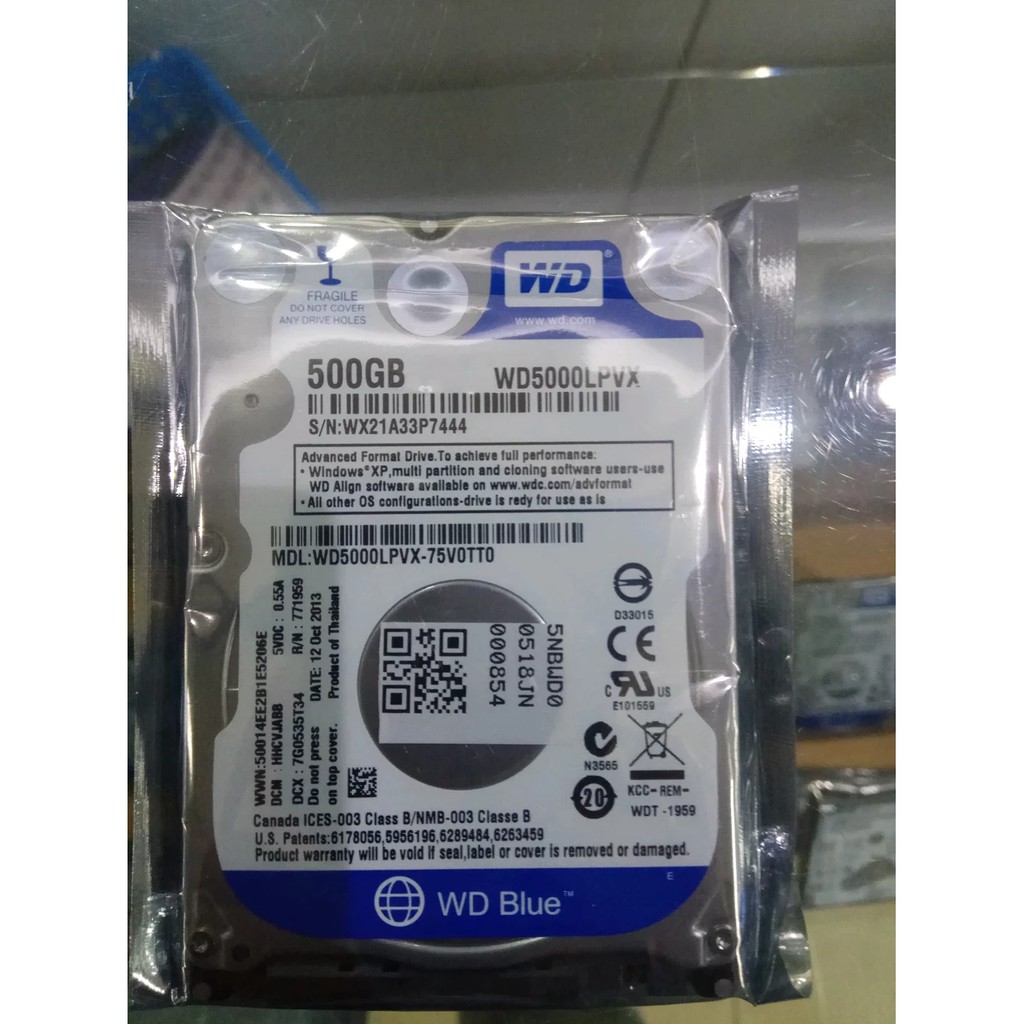 FRAGILE
DO NOT COVER
ANY DRIVE HOLES
WD®
www.wd.com
500GB WD5000LPVX
S/N:WX21A33P7444
Advanced Format Drive.To achieve full performance:
• Windows®XP,multi partition and cloning software users-use
WD Align software available on www.wdc.com/advformat
• All other OS configurations-drive is redy for use as is
MDL:WD5000LPVX-75V0TT0
WWN:50014EE2B1E5206E
DCM : HHCVJABB 5VDC : 0.55A
DCX : 7G0535T34 R/N : 771959
Do not press DATE: 12 Oct 2013
on top cover. Product of Thailand
5NBWD0
0518JN
000854
D33015
CE
C UR US
E101559
N3565
20
KCC-REM-
WDT-1959
Canada ICES-003 Class B/NMB-003 Classe B
U.S. Patents:6178056,5956196,6289484,6263459
Product warranty will be void if seal,label or cover is removed or damaged.
E
WD Blue™